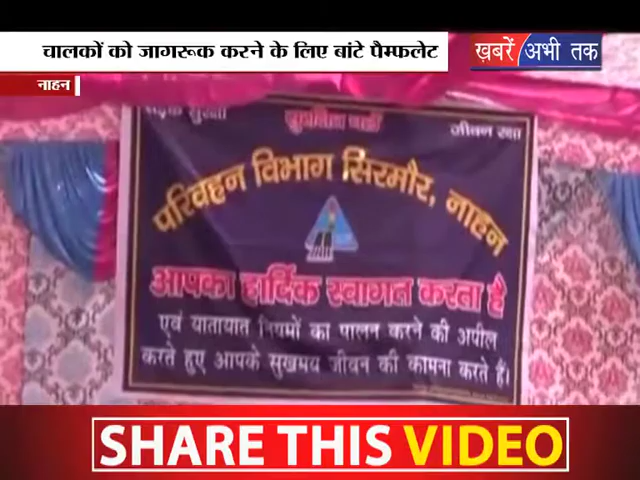 चालकों को जागरूक करने के लिए बांटे पैम्फलेट
ख़बरें अभी तक
नाहन
सड़क सुरक्षा
जीवन रक्षा
परिवहन विभाग सिरमौर, नाहन
आपका हार्दिक स्वागत करता है
एवं यातायात नियमों का पालन करने की अपील
करते हुए आपके सुखमय जीवन की कामना करते हैं।
SHARE THIS VIDEO